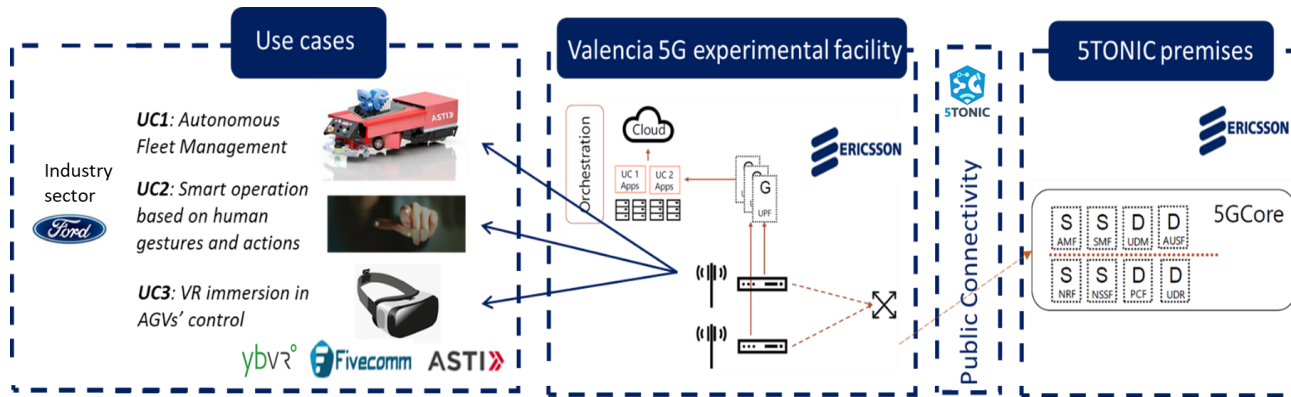 Use cases
Industry
sector
Ford
UC1: Autonomous
Fleet Management
ASTI
UC2: Smart operation
based on human
gestures and actions
UC3: VR immersion in
AGVs' control
ybVR
Fivecomm
ASTI
Valencia 5G experimental facility
Orchestration
Cloud
UC 1
Apps
UC 2
Apps
G
UPF
ERICSSON
5TONIC
Public Connectivity
5TONIC premises
ERICSSON
5GCore
S
AMF
S
SMF
D
UDM
D
AUSF
S
NRF
S
NSSF
D
PCF
D
UDR